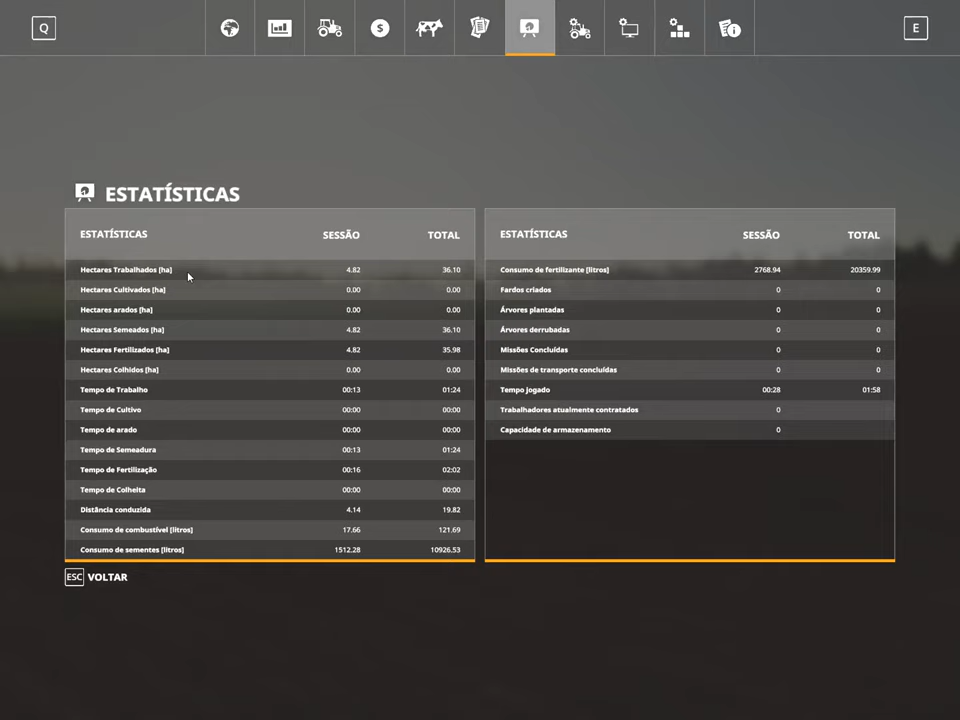 Q
$
E
ESTATÍSTICAS
ESTATÍSTICAS SESSÃO TOTAL
Hectares Trabalhados [ha] 4.82 36.10
Hectares Cultivados [ha] 0.00 0.00
Hectares arados [ha] 0.00 0.00
Hectares Semeados [ha] 4.82 36.10
Hectares Fertilizados [ha] 4.82 35.98
Hectares Colhidos [ha] 0.00 0.00
Tempo de Trabalho 00:13 01:24
Tempo de Cultivo 00:00 00:00
Tempo de arado 00:00 00:00
Tempo de Semeadura 00:13 01:24
Tempo de Fertilização 00:16 02:02
Tempo de Colheita 00:00 00:00
Distância conduzida 4.14 19.82
Consumo de combustível [litros] 17.66 121.69
Consumo de sementes [litros] 1512.28 10926.53
ESTATÍSTICAS SESSÃO TOTAL
Consumo de fertilizante [litros] 2768.94 20359.99
Fardos criados 0 0
Árvores plantadas 0 0
Árvores derrubadas 0 0
Missões Concluídas 0 0
Missões de transporte concluídas 0 0
Tempo jogado 00:28 01:58
Trabalhadores atualmente contratados 0
Capacidade de armazenamento 0
ESC VOLTAR